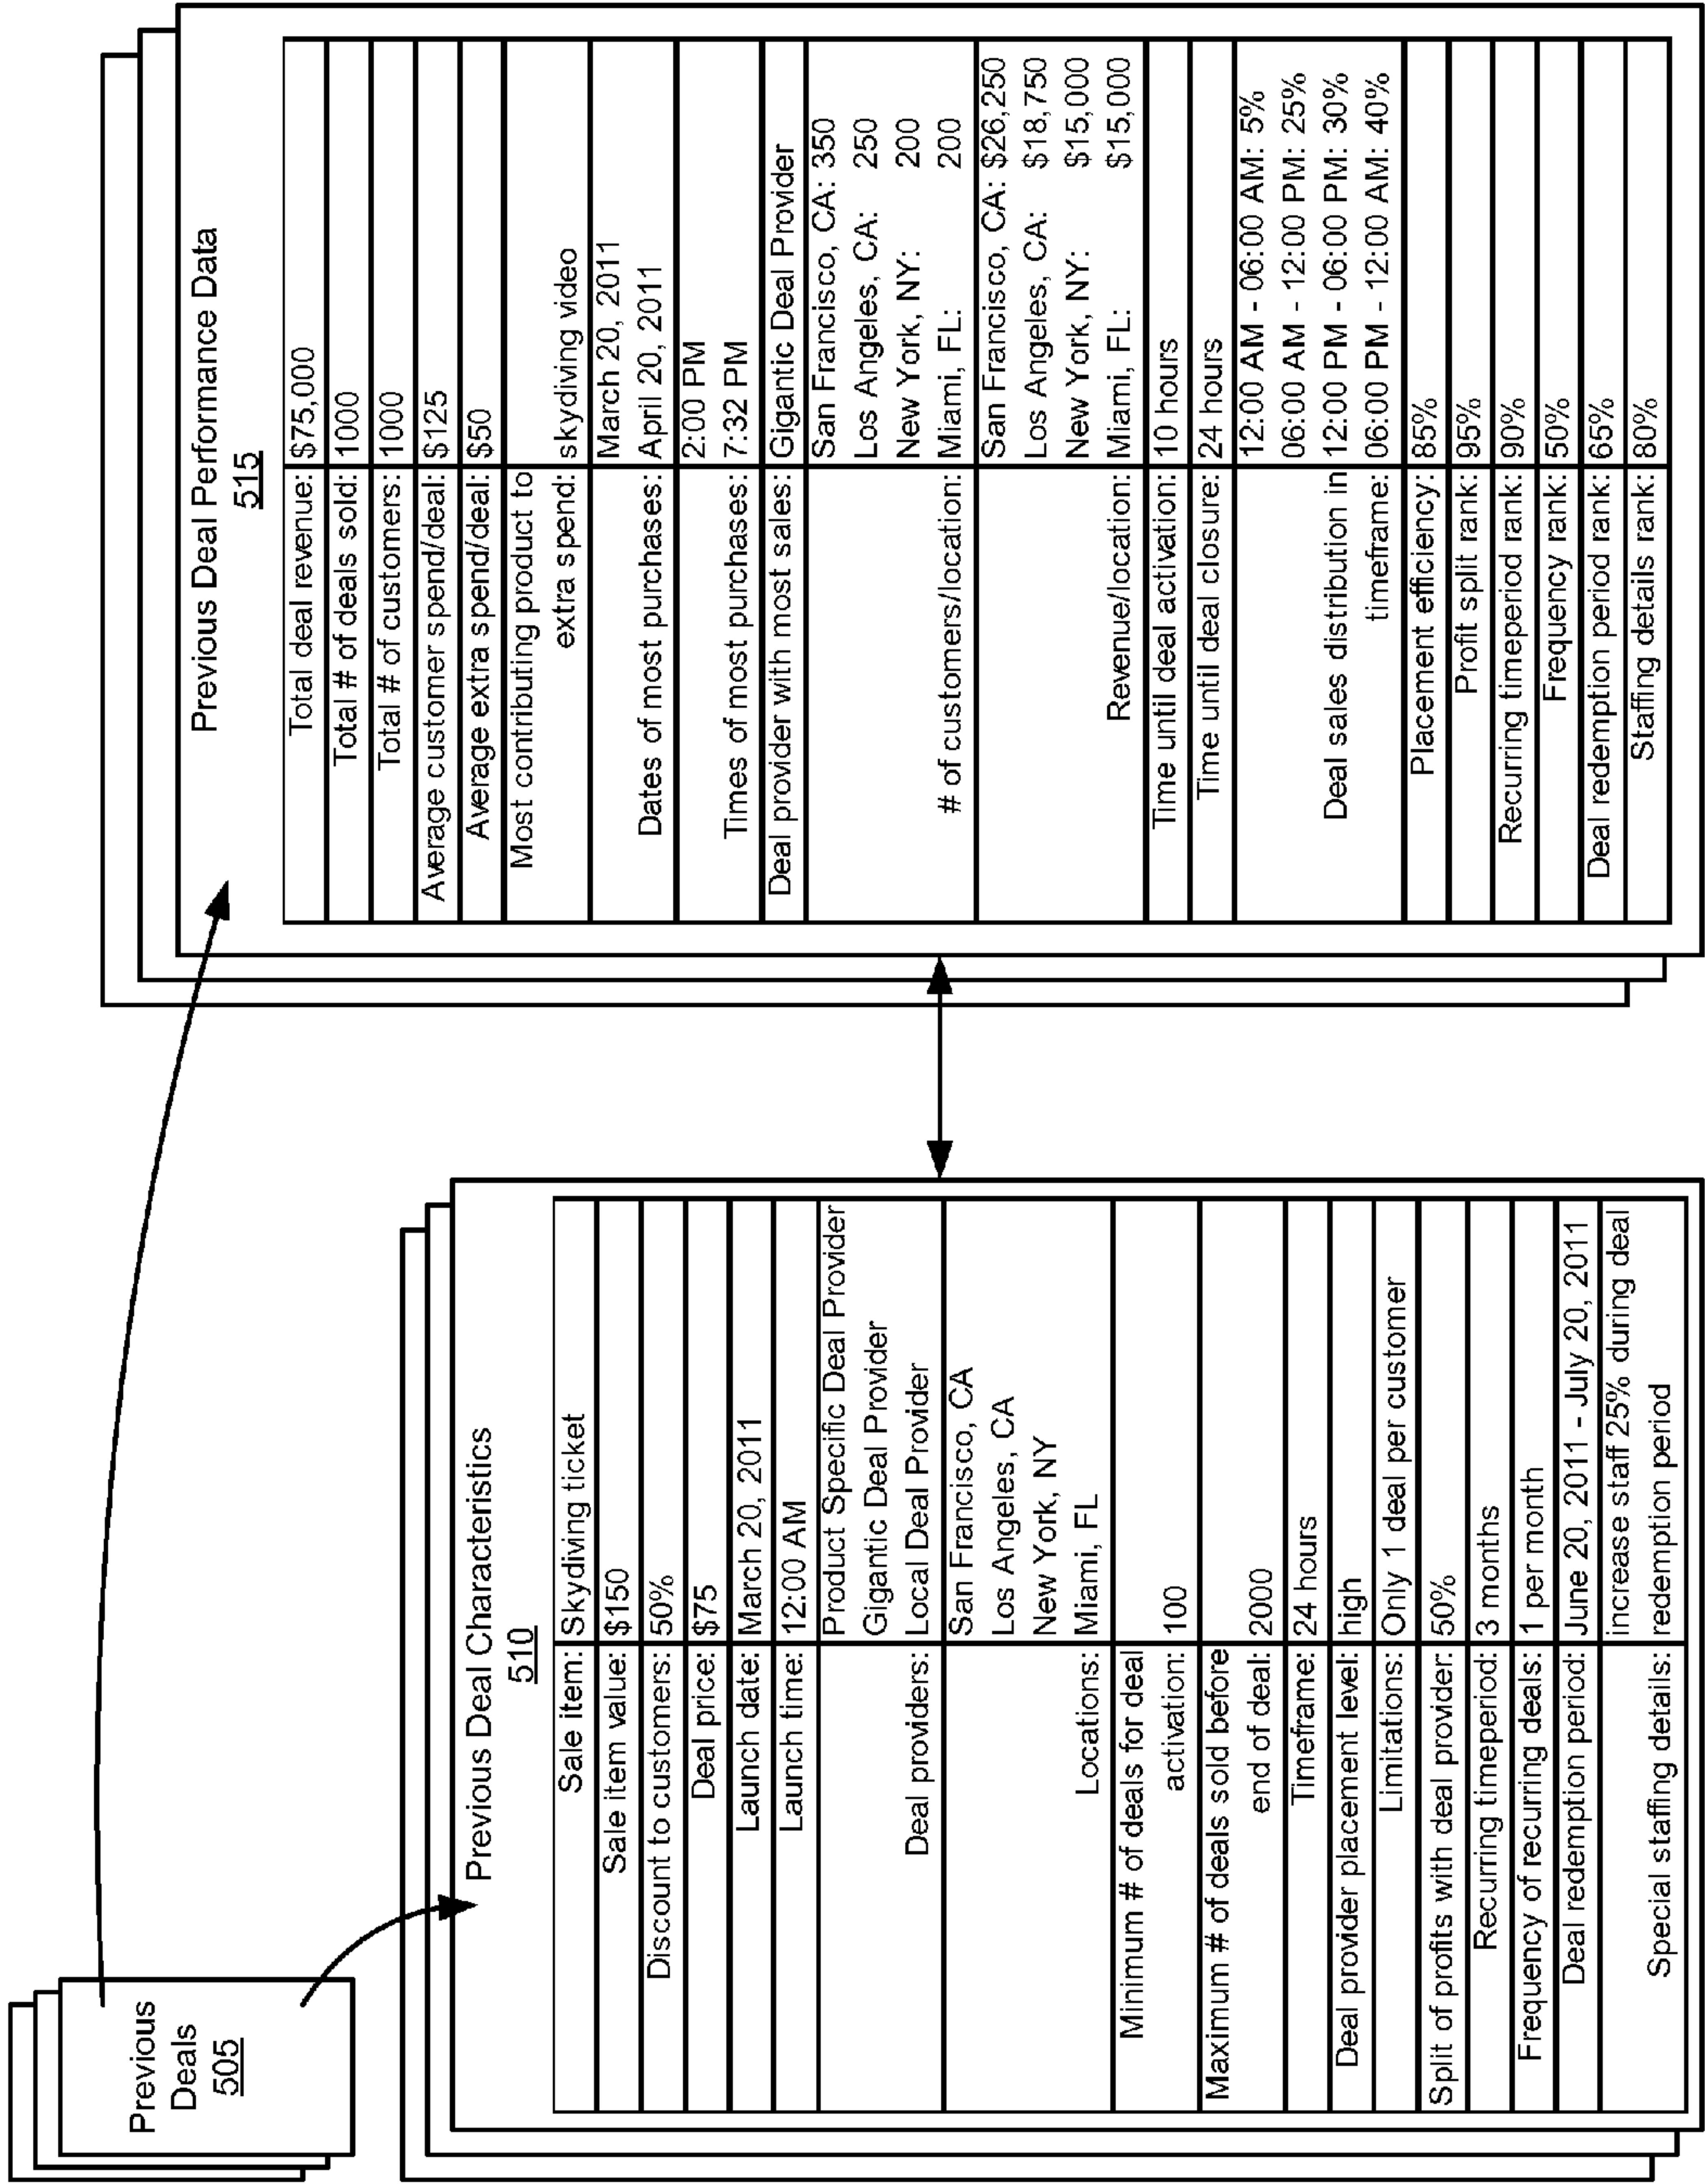 Previous
Deals
505
Previous Deal Characteristics
510
Sale item: Skydiving ticket
Sale item value: $150
Discount to customers: 50%
Deal price: $75
Launch date: March 20, 2011
Launch time: 12:00 AM
Product Specific Deal Provider
Gigantic Deal Provider
Deal providers: Local Deal Provider
San Francisco, CA
Los Angeles, CA
New York, NY
Locations: Miami, FL
Minimum # of deals for deal
activation: 100
Maximum # of deals sold before
end of deal: 2000
Timeframe: 24 hours
Deal provider placement level: high
Limitations: Only 1 deal per customer
Split of profits with deal provider: 50%
Recurring timeperiod: 3 months
Frequency of recurring deals: 1 per month
Deal redemption period: June 20, 2011 - July 20, 2011
increase staff 25% during deal
Special staffing details: redemption period
Previous Deal Performance Data
515
Total deal revenue: $75,000
Total # of deals sold: 1000
Total # of customers: 1000
Average customer spend/deal: $125
Average extra spend/deal: $50
Most contributing product to
extra spend: skydiving video
March 20, 2011
Dates of most purchases: April 20, 2011
2:00 PM
Times of most purchases: 7:32 PM
Deal provider with most sales: Gigantic Deal Provider
San Francisco, CA: 350
Los Angeles, CA: 250
New York, NY: 200
# of customers/location: Miami, FL: 200
San Francisco, CA: $26,250
Los Angeles, CA: $18,750
New York, NY: $15,000
Revenue/location: Miami, FL: $15,000
Time until deal activation: 10 hours
Time until deal closure: 24 hours
12:00 AM - 06:00 AM: 5%
06:00 AM - 12:00 PM: 25%
Deal sales distribution in 12:00 PM - 06:00 PM: 30%
timeframe: 06:00 PM - 12:00 AM: 40%
Placement efficiency: 85%
Profit split rank: 95%
Recurring timeperiod rank: 90%
Frequency rank: 50%
Deal redemption period rank: 65%
Staffing details rank: 80%